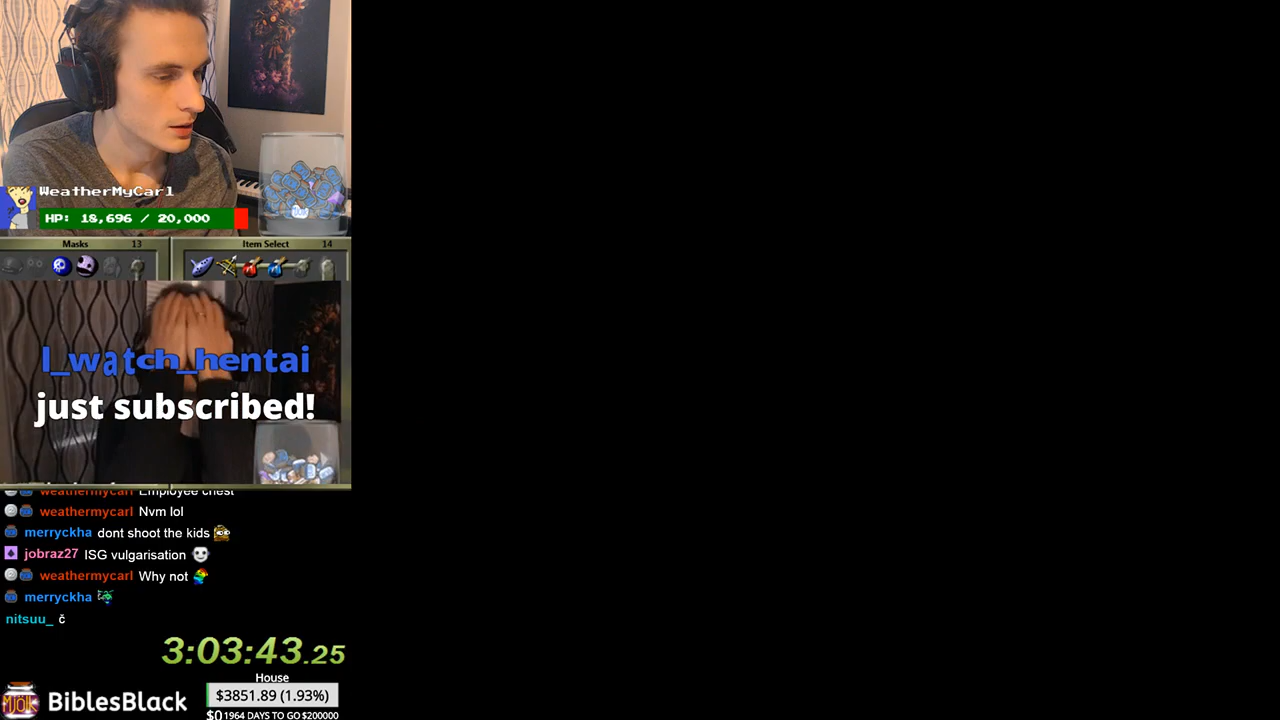 WeatherMyCarl
HP: 18,696 / 20,000
Masks 13
Item Select 14
l_watch_hentai
just subscribed!
weathermycarl Employee chest
weathermycarl Nvm lol
merryckha dont shoot the kids
jobraz27 ISG vulgarisation
weathermycarl Why not
merryckha
nitsuu_ č
3:03:43.25
House
$3851.89 (1.93%)
$0 1964 DAYS TO GO $200000
MJÖLK BiblesBlack